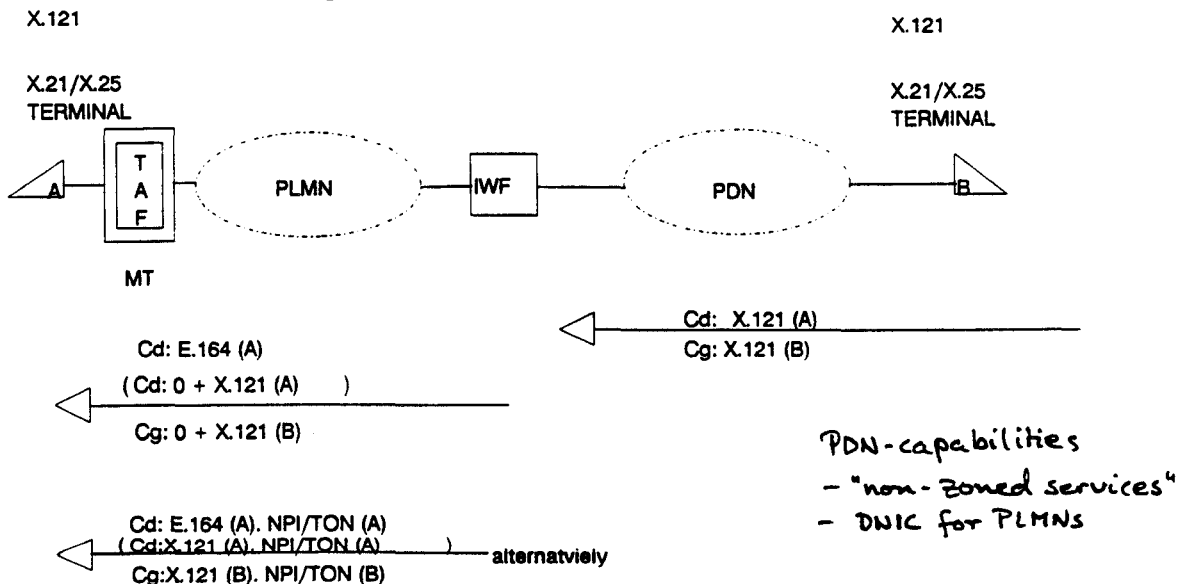 X.121
X.121
X.21/X.25
TERMINAL
X.21/X.25
TERMINAL
A
T
A
F
PLMN
IWF
PDN
B
MT
Cd: X.121 (A)
Cg: X.121 (B)
Cd: E.164 (A)
( Cd: 0 + X.121 (A) )
Cg: 0 + X.121 (B)
PDN-capabilities
- "non-zoned services"
- DNIC for PLMNs
Cd: E.164 (A). NPI/TON (A)
( Cd:X.121 (A). NPI/TON (A) )
alternatviely
Cg:X.121 (B). NPI/TON (B)